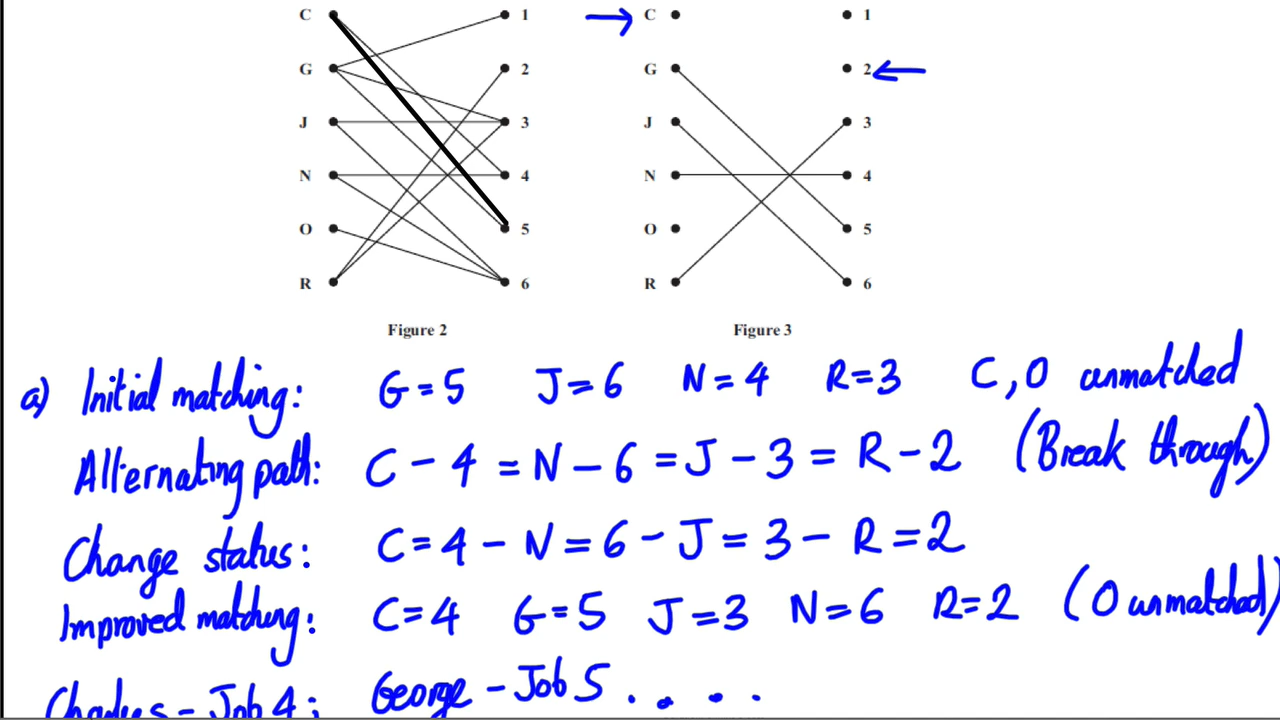 C 1 → C 1
G 2 G 2 ←
J 3 J 3
N 4 N 4
O 5 O 5
R 6 R 6
Figure 2 Figure 3
a) Initial matching: G = 5 J = 6 N = 4 R = 3 C, O unmatched
Alternating path: C - 4 = N - 6 = J - 3 = R - 2 (Break through)
Change status: C = 4 - N = 6 - J = 3 - R = 2
Improved matching: C = 4 G = 5 J = 3 N = 6 R = 2 (O unmatched)
Charles - Job 4; George - Job 5 . . . .